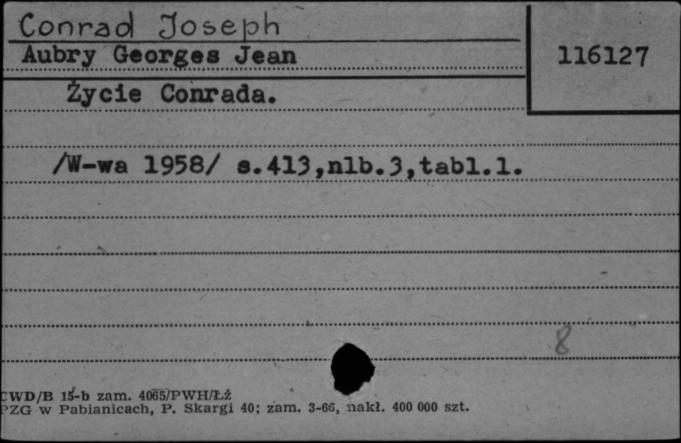 Conrad Joseph
Aubry Georges Jean
116127
Życie Conrada.
/W-wa 1958/ s.413,nlb.3,tabl.1.
8
CWD/B 15-b zam. 4065/PWH/Łź
PZG w Pabianicach, P. Skargi 40; zam. 3-66, nakł. 400 000 szt.